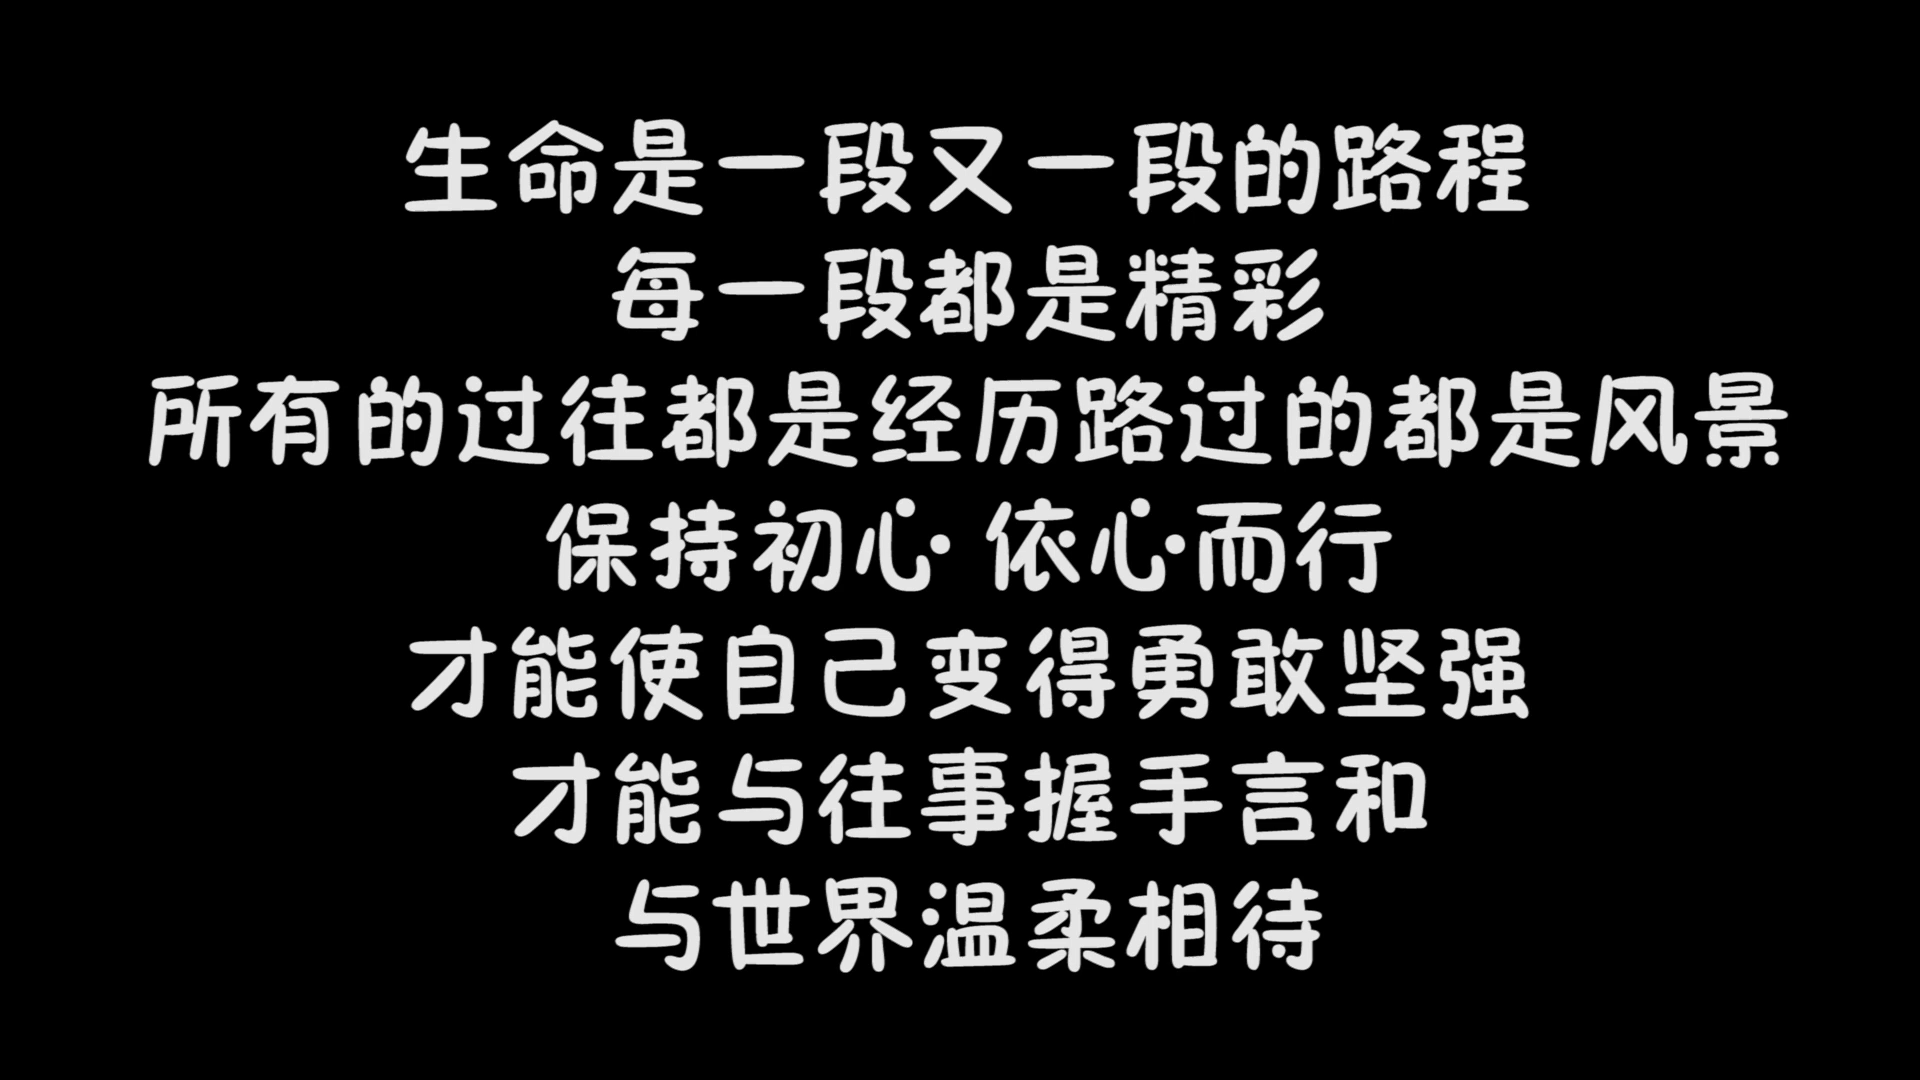 生命是一段又一段的路程
每一段都是精彩
所有的过往都是经历路过的都是风景
保持初心 依心而行
才能使自己变得勇敢坚强
才能与往事握手言和
与世界温柔相待